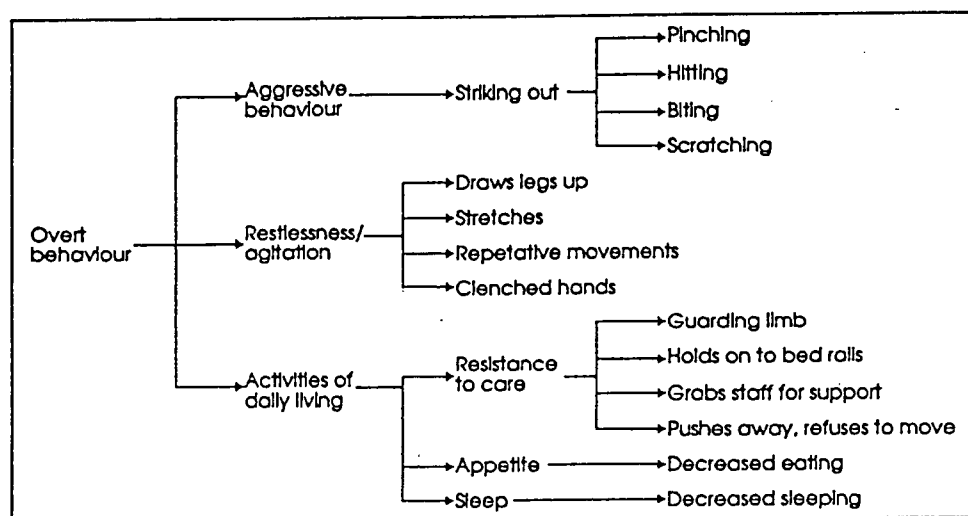 Pinching
Aggressive
behaviour
Striking out
Hitting
Biting
Scratching
Draws legs up
Overt
behaviour
Restlessness/
agitation
Stretches
Repetative movements
Clenched hands
Guarding limb
Activities of
daily living
Resistance
to care
Holds on to bed rails
Grabs staff for support
Pushes away, refuses to move
Appetite
Decreased eating
Sleep
Decreased sleeping